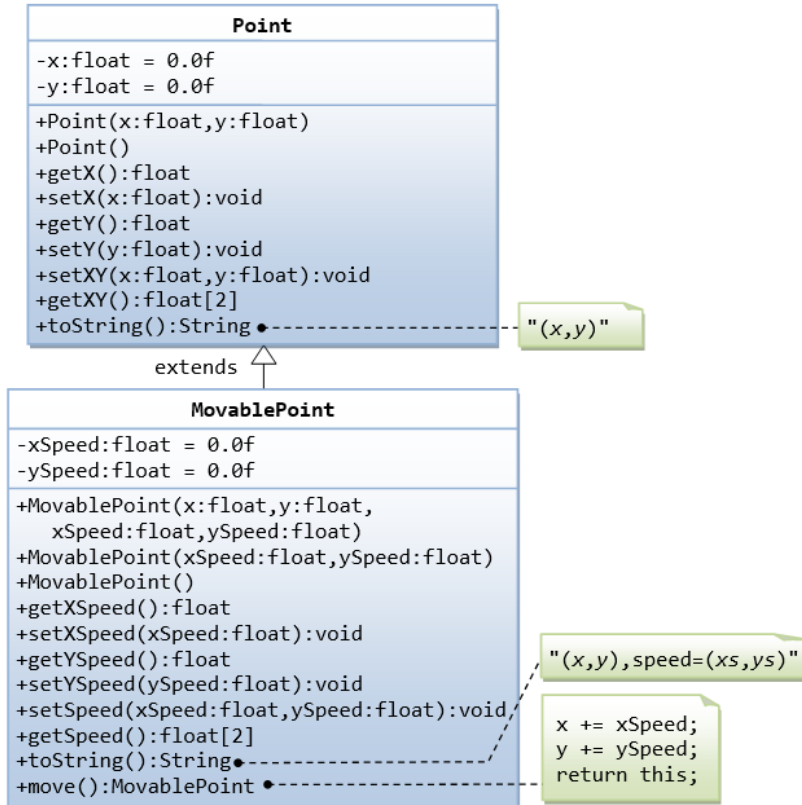 Point
-x:float = 0.0f
-y:float = 0.0f
+Point(x:float,y:float)
+Point()
+getX():float
+setX(x:float):void
+getY():float
+setY(y:float):void
+setXY(x:float,y:float):void
+getXY():float[2]
+toString():String
"(x,y)"
extends
MovablePoint
-xSpeed:float = 0.0f
-ySpeed:float = 0.0f
+MovablePoint(x:float,y:float,
xSpeed:float,ySpeed:float)
+MovablePoint(xSpeed:float,ySpeed:float)
+MovablePoint()
+getXSpeed():float
+setXSpeed(xSpeed:float):void
+getYSpeed():float
+setYSpeed(ySpeed:float):void
+setSpeed(xSpeed:float,ySpeed:float):void
+getSpeed():float[2]
+toString():String
+move():MovablePoint
"(x,y),speed=(xs,ys)"
x += xSpeed;
y += ySpeed;
return this;